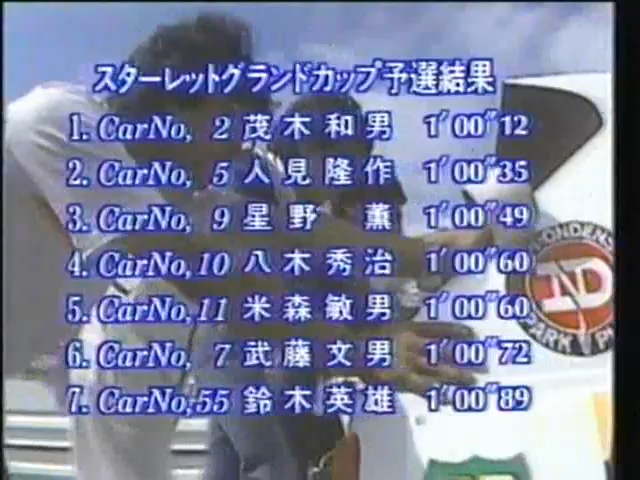 スターレットグランドカップ予選結果
1. CarNo, 2 茂木和男 1'00"12
2. CarNo, 5 人見隆作 1'00"35
3. CarNo, 9 星野 薫 1'00"49
4. CarNo, 10 八木秀治 1'00"60
5. CarNo, 11 米森敏男 1'00"60
6. CarNo, 7 武藤文男 1'00"72
7. CarNo, 55 鈴木英雄 1"00"89
ND
PARK